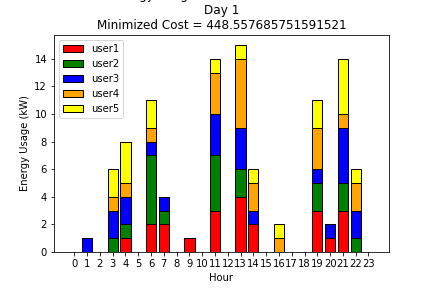 Day 1
Minimized Cost = 448.557685751591521
user1
user2
user3
user4
user5
Energy Usage (kW)
14
12
10
8
6
4
2
0
0 1 2 3 4 5 6 7 8 9 10 11 12 13 14 15 16 17 18 19 20 21 22 23
Hour